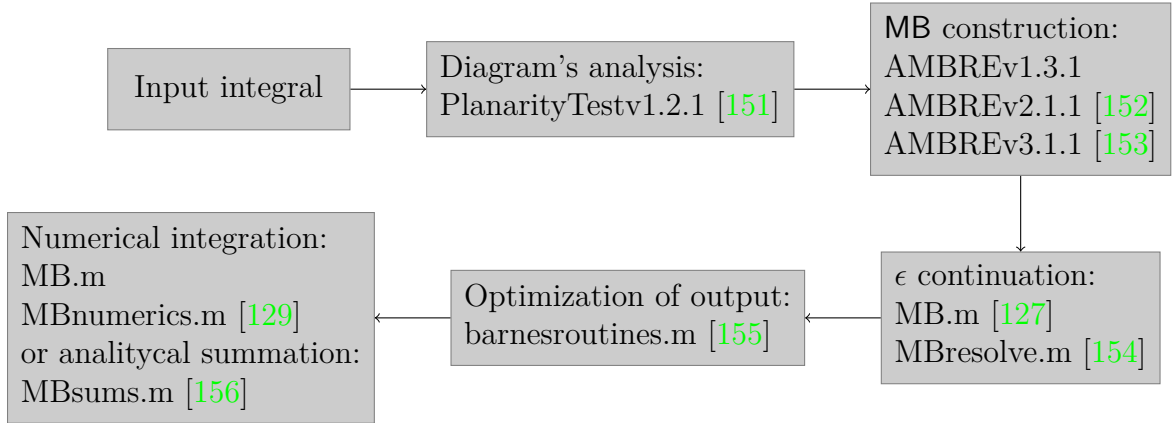 Input integral
Diagram's analysis:
PlanarityTestv1.2.1 [151]
MB construction:
AMBREv1.3.1
AMBREv2.1.1 [152]
AMBREv3.1.1 [153]
ϵ continuation:
MB.m [127]
MBresolve.m [154]
Optimization of output:
barnesroutines.m [155]
Numerical integration:
MB.m
MBnumerics.m [129]
or analitycal summation:
MBsums.m [156]